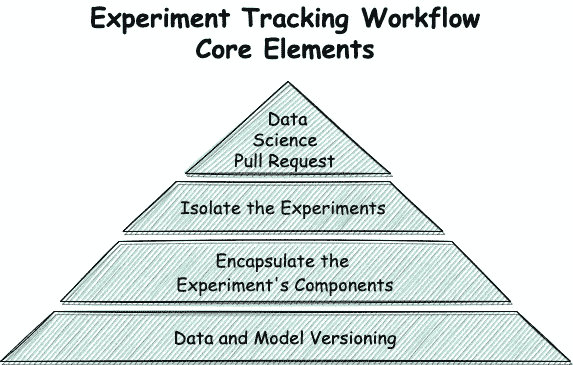 Experiment Tracking Workflow
Core Elements
Data
Science
Pull Request
Isolate the Experiments
Encapsulate the
Experiment's Components
Data and Model Versioning